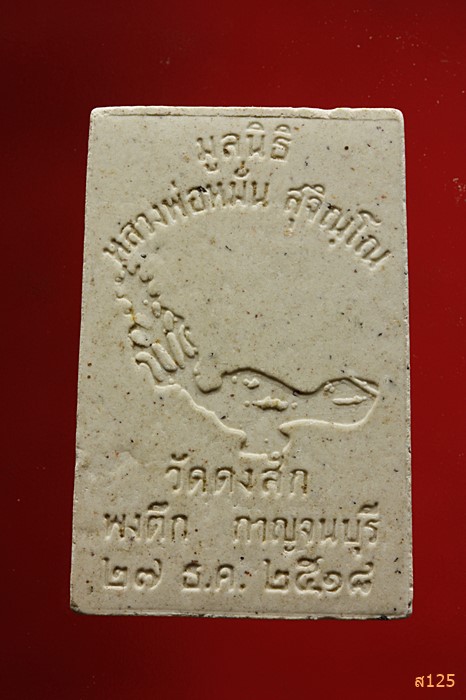 มูลนิธิ
หลวงพ่อหมั่น สุจิณฺโณ
วัดดงสัก
พงตึก กาญจนบุรี
๒๗ ธ.ค. ๒๕๑๘
ส125